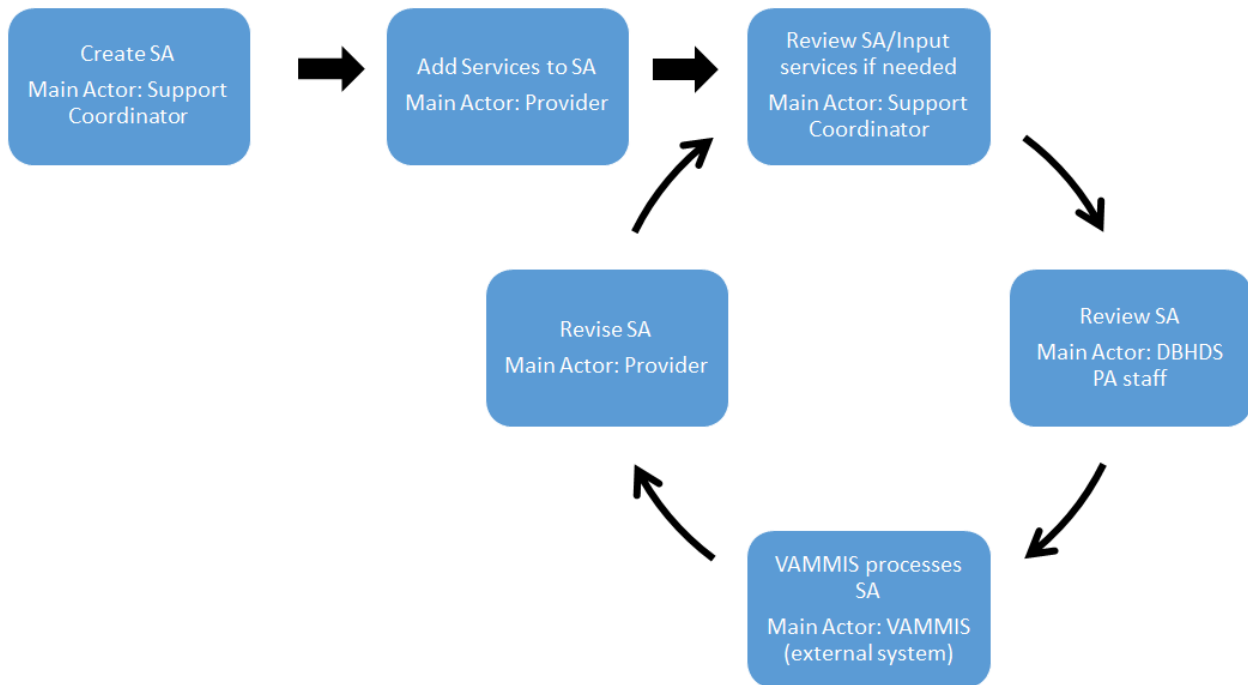 Create SA
Main Actor: Support
Coordinator
Add Services to SA
Main Actor: Provider
Review SA/Input
services if needed
Main Actor: Support
Coordinator
Revise SA
Main Actor: Provider
Review SA
Main Actor: DBHDS
PA staff
VAMMIS processes
SA
Main Actor: VAMMIS
(external system)